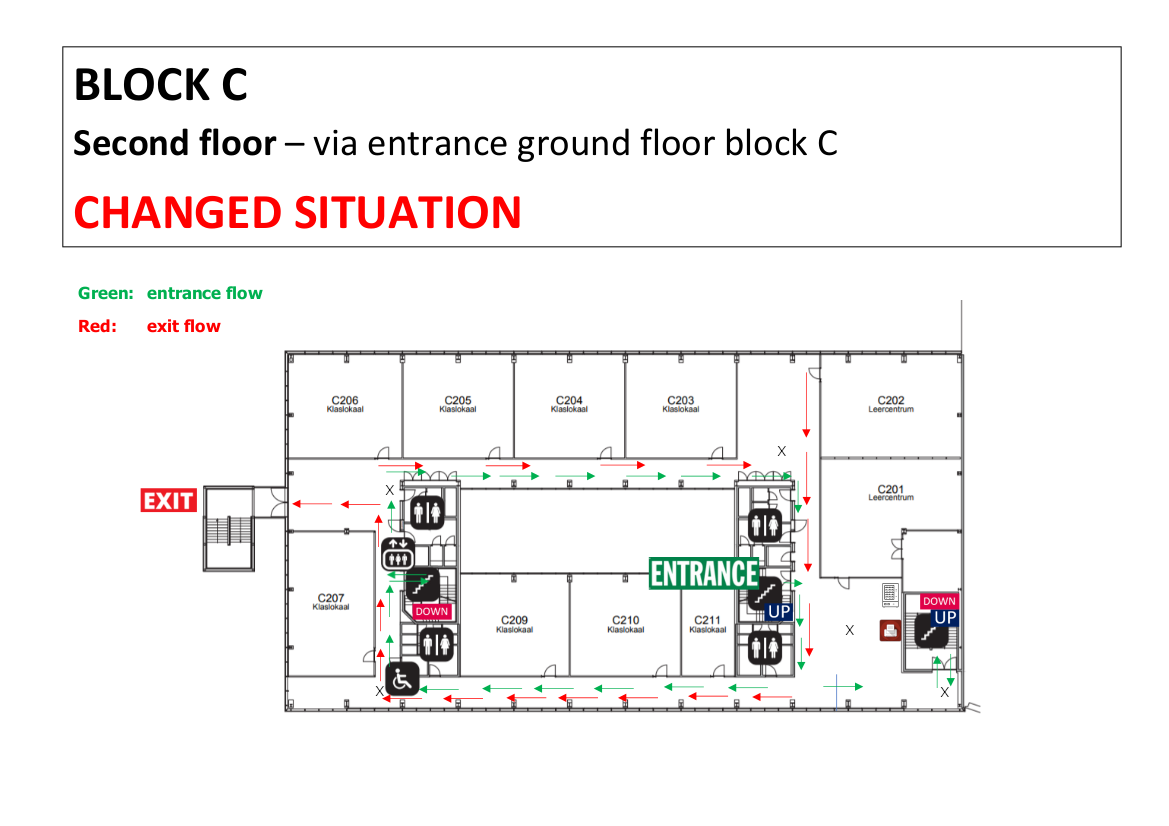 BLOCK C
Second floor – via entrance ground floor block C
CHANGED SITUATION
Green: entrance flow
Red: exit flow
C206
Klaslokaal
C205
Klaslokaal
C204
Klaslokaal
C203
Klaslokaal
C202
Leercentrum
X
X
C201
Leercentrum
EXIT
ENTRANCE
C207
Klaslokaal
DOWN
C209
Klaslokaal
C210
Klaslokaal
C211
Klaslokaal
UP
X
DOWN
UP
X
X